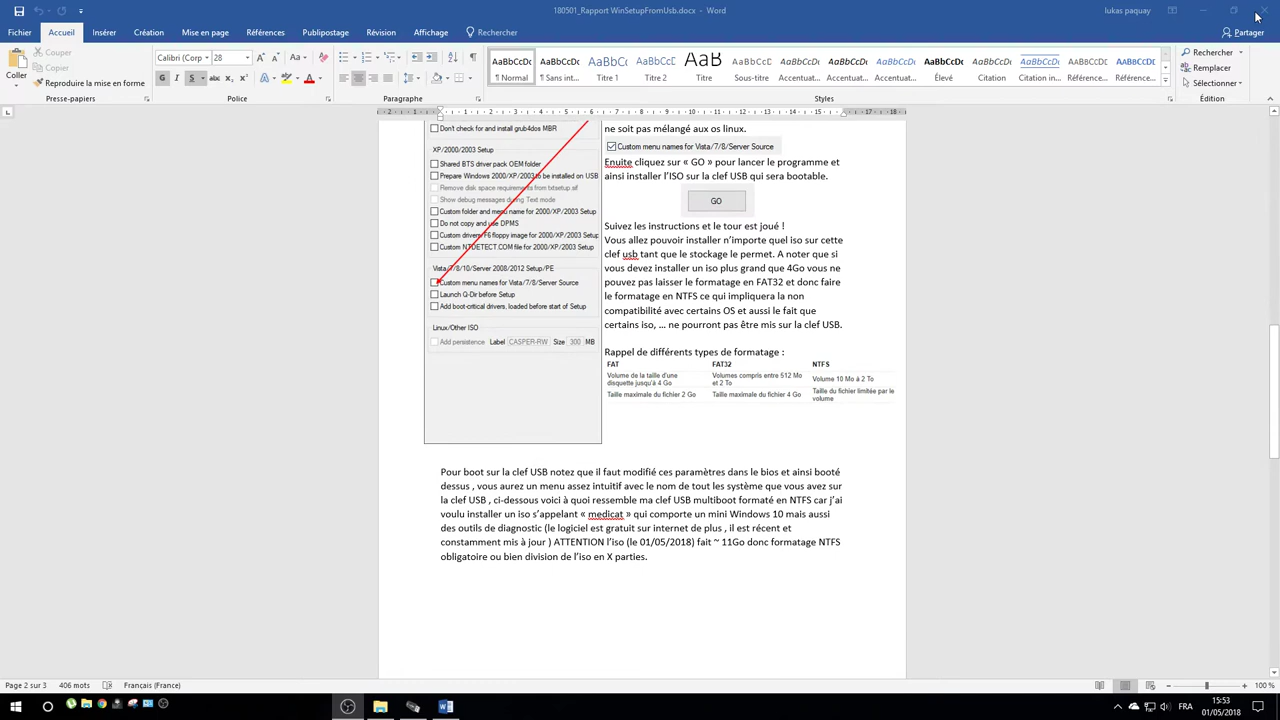 180501_Rapport WinSetupFromUsb.docx - Word
lukas paquay
Fichier Accueil Insérer Création Mise en page Références Publipostage Révision Affichage Rechercher Partager
Coller
Couper
Copier
Reproduire la mise en forme
Presse-papiers
Calibri (Corp 28
G I S abc x₂ x²
Police
Paragraphe
AaBbCcDc AaBbCcDc AaBbCc AaBbCcE AaB AaBbCcD AaBbCcDt AaBbCcDt AaBbCcDt AaBbCcDc AaBbCcDt AaBbCcDt AaBbCcDt AaBbCcDt
¶ Normal ¶ Sans int... Titre 1 Titre 2 Titre Sous-titre Accentuat... Accentuat... Accentuat... Élevé Citation Citation in... Référence... Référence...
Styles
Rechercher
Remplacer
Sélectionner
Édition
Don't check for and install grub4dos MBR
XP/2000/2003 Setup
Shared BTS driver pack OEM folder
Prepare Windows 2000/XP/2003 to be installed on USB
Remove disk space requirements from txtsetup.sif
Show debug messages during Text mode
Custom folder and menu name for 2000/XP/2003 Setup
Do not copy and use DPMS
Custom drivers F6 floppy image for 2000/XP/2003 Setup
Custom NTDETECT.COM file for 2000/XP/2003 Setup
Vista/7/8/10/Server 2008/2012 Setup/PE
Custom menu names for Vista/7/8/Server Source
Launch Q-Dir before Setup
Add boot-critical drivers, loaded before start of Setup
Linux/Other ISO
Add persistence Label CASPER-RW Size 300 MB
ne soit pas mélangé aux os linux.
Custom menu names for Vista/7/8/Server Source
Enuite cliquez sur « GO » pour lancer le programme et
ainsi installer l'ISO sur la clef USB qui sera bootable.
GO
Suivez les instructions et le tour est joué !
Vous allez pouvoir installer n'importe quel iso sur cette
clef usb tant que le stockage le permet. A noter que si
vous devez installer un iso plus grand que 4Go vous ne
pouvez pas laisser le formatage en FAT32 et donc faire
le formatage en NTFS ce qui impliquera la non
compatibilité avec certains OS et aussi le fait que
certains iso, ... ne pourront pas être mis sur la clef USB.
Rappel de différents types de formatage :
FAT FAT32 NTFS
Volume de la taille d'une
disquette jusqu'à 4 Go
Volumes compris entre 512 Mo
et 2 To
Volume 10 Mo à 2 To
Taille maximale du fichier 2 Go
Taille maximale du fichier 4 Go
Taille du fichier limitée par le
volume
Pour boot sur la clef USB notez que il faut modifié ces paramètres dans le bios et ainsi booté
dessus , vous aurez un menu assez intuitif avec le nom de tout les système que vous avez sur
la clef USB , ci-dessous voici à quoi ressemble ma clef USB multiboot formaté en NTFS car j'ai
voulu installer un iso s'appelant « medicat » qui comporte un mini Windows 10 mais aussi
des outils de diagnostic (le logiciel est gratuit sur internet de plus , il est récent et
constamment mis à jour ) ATTENTION l'iso (le 01/05/2018) fait ~ 11Go donc formatage NTFS
obligatoire ou bien division de l'iso en X parties.
Page 2 sur 3 406 mots Français (France)
100 %
FRA
15:53
01/05/2018